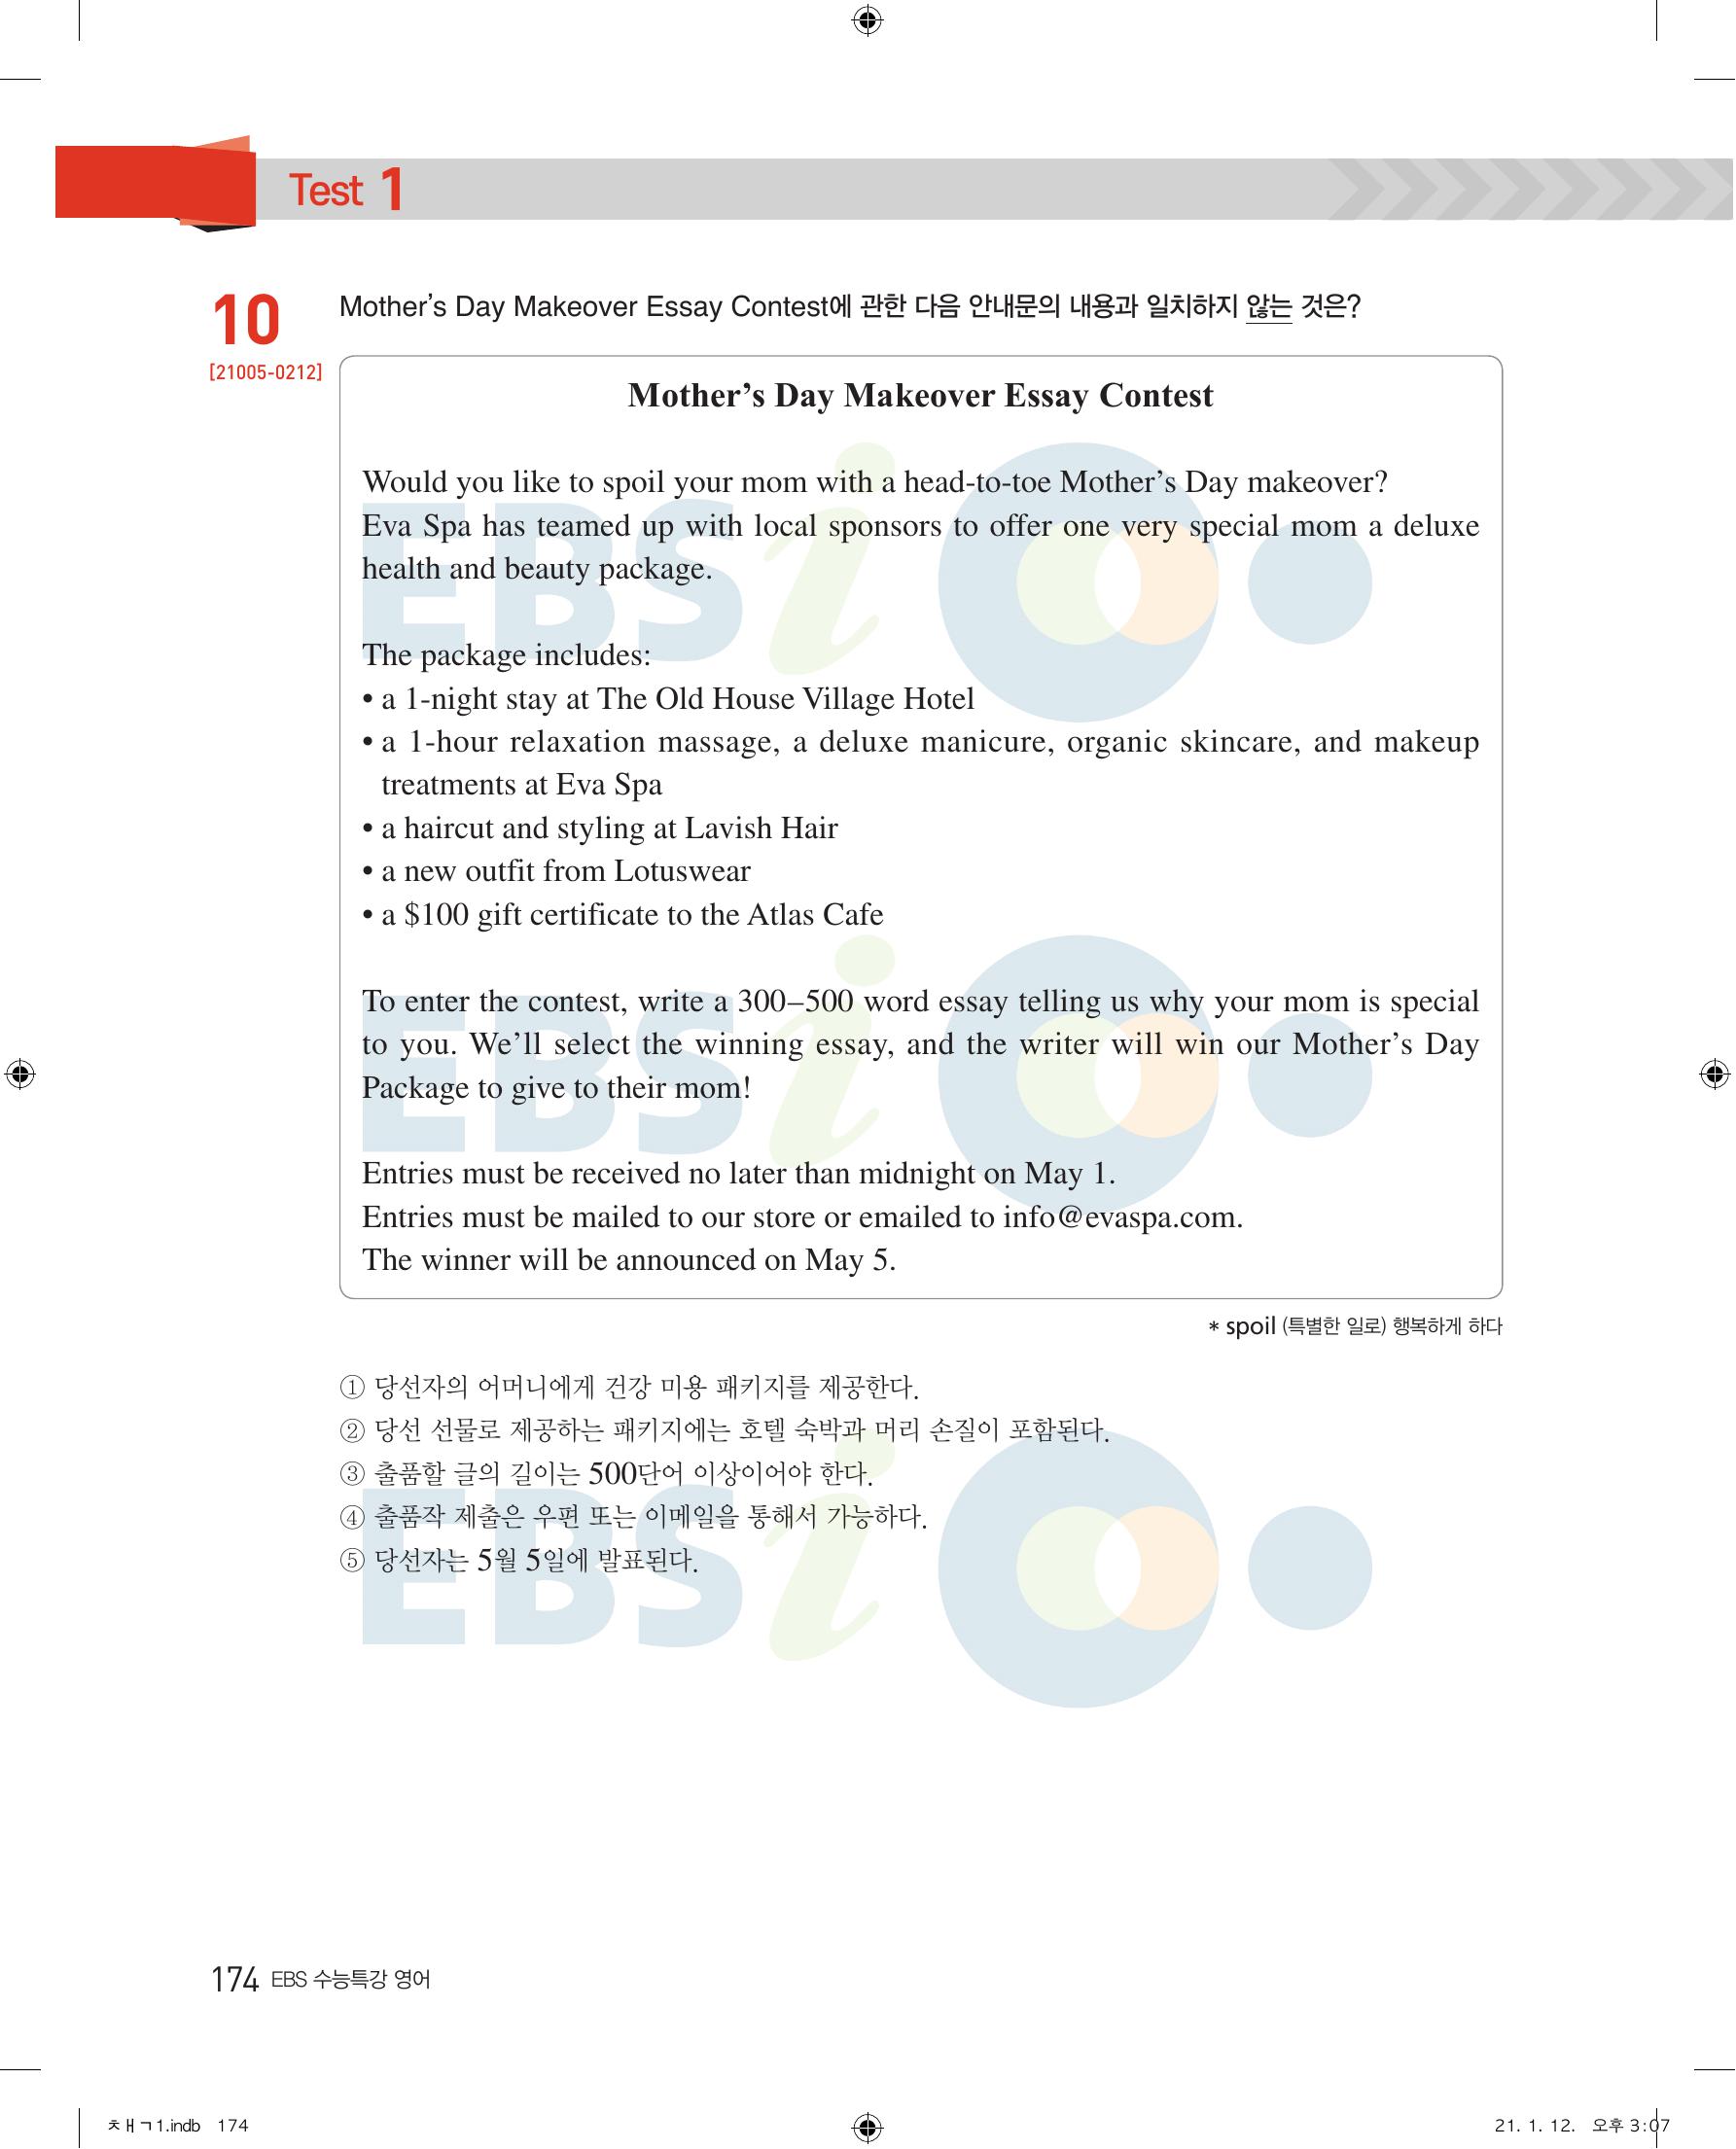 Test 1
10
[21005-0212]
Mother's Day Makeover Essay Contest에 관한 다음 안내문의 내용과 일치하지 않는 것은?
Mother's Day Makeover Essay Contest
Would you like to spoil your mom with a head-to-toe Mother's Day makeover?
Eva Spa has teamed up with local sponsors to offer one very special mom a deluxe
health and beauty package.
The package includes:
• a 1-night stay at The Old House Village Hotel
• a 1-hour relaxation massage, a deluxe manicure, organic skincare, and makeup
treatments at Eva Spa
• a haircut and styling at Lavish Hair
• a new outfit from Lotuswear
• a $100 gift certificate to the Atlas Cafe
To enter the contest, write a 300–500 word essay telling us why your mom is special
to you. We'll select the winning essay, and the writer will win our Mother's Day
Package to give to their mom!
Entries must be received no later than midnight on May 1.
Entries must be mailed to our store or emailed to info@evaspa.com.
The winner will be announced on May 5.
* spoil (특별한 일로) 행복하게 하다
① 당선자의 어머니에게 건강 미용 패키지를 제공한다.
② 당선 선물로 제공하는 패키지에는 호텔 숙박과 머리 손질이 포함된다.
③ 출품할 글의 길이는 500단어 이상이어야 한다.
④ 출품작 제출은 우편 또는 이메일을 통해서 가능하다.
⑤ 당선자는 5월 5일에 발표된다.
EBSi
EBSi
EBSi
174 EBS 수능특강 영어
ㅊㅐㄱ1.indb 174
21. 1. 12. 오후 3:07